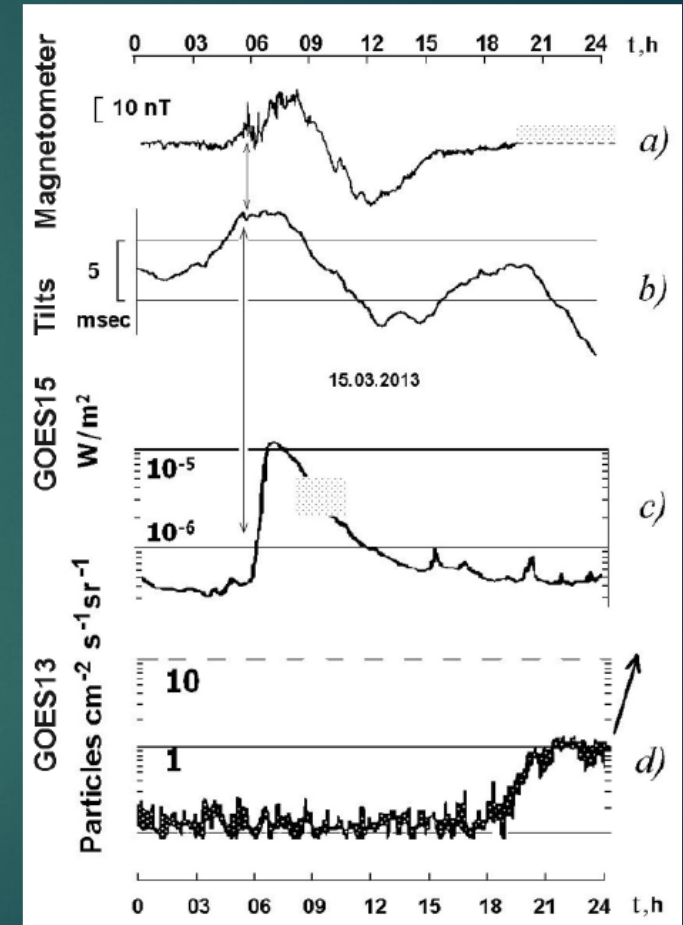 0 03 06 09 12 15 18 21 24 t,h
Magnetometer
10 nT
a)
Tilts
5
msec
b)
15.03.2013
GOES15
W/m²
10⁻⁵
10⁻⁶
c)
GOES13
Particles cm⁻² s⁻¹sr⁻¹
10
1
d)
0 03 06 09 12 15 18 21 24 t,h